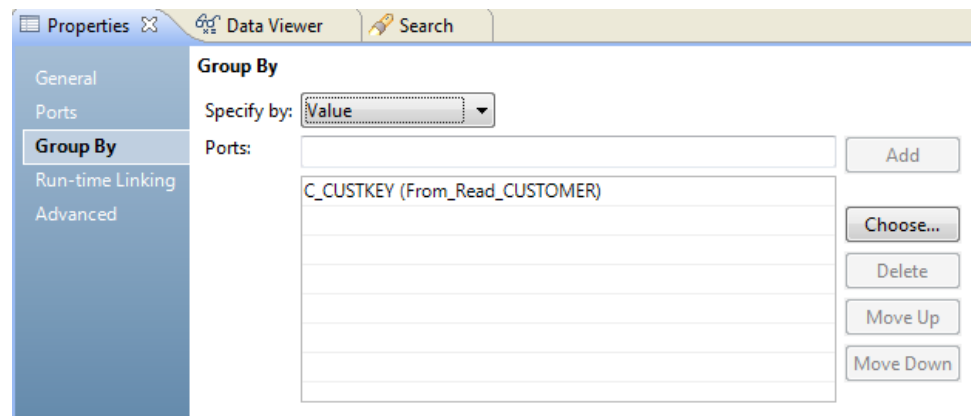 Properties Data Viewer Search
General
Ports
Group By
Run-time Linking
Advanced
Group By
Specify by: Value
Ports: Add
C_CUSTKEY (From_Read_CUSTOMER)
Choose...
Delete
Move Up
Move Down